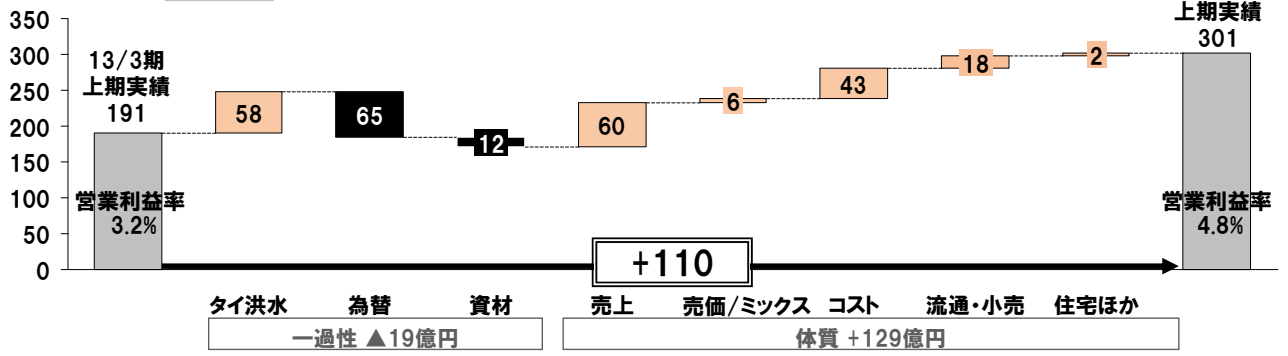 350
300
250
200
150
100
50
0
13/3期
上期実績
191
営業利益率
3.2%
58
65
12
60
6
43
18
2
上期実績
301
営業利益率
4.8%
+110
タイ洪水
為替
資材
売上
売価/ミックス
コスト
流通・小売
住宅ほか
一過性 ▲19億円
体質 +129億円